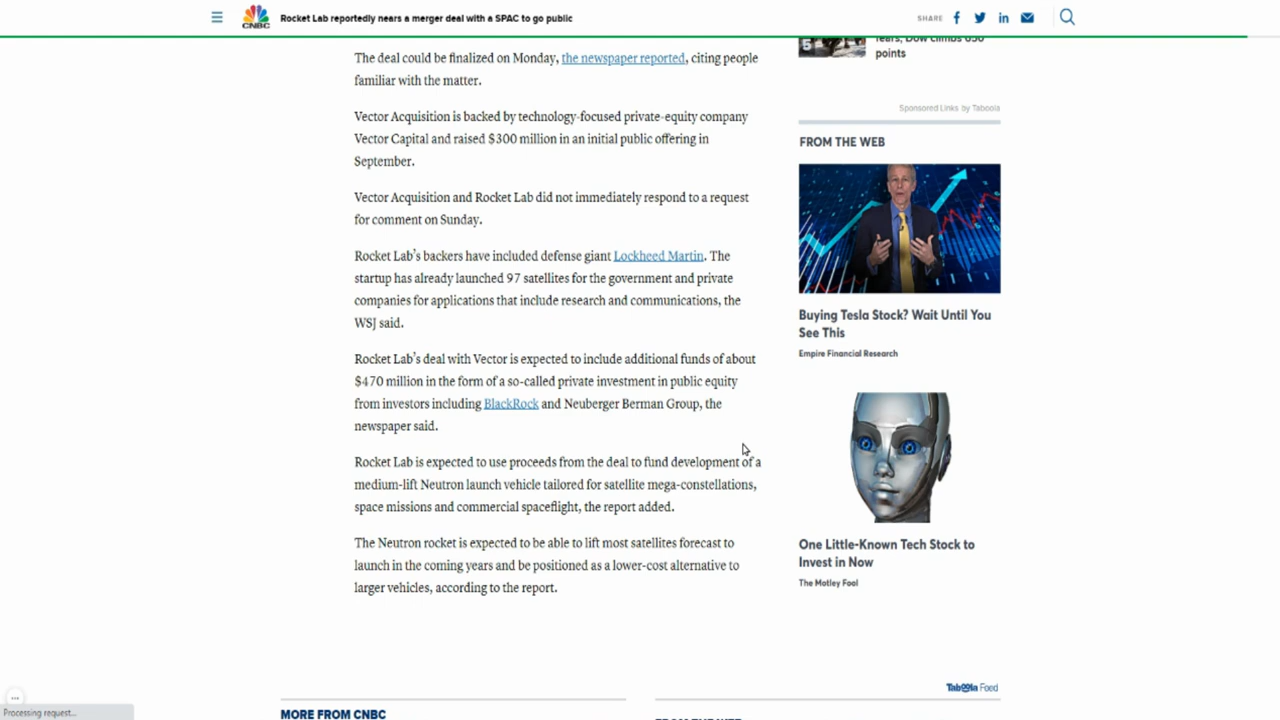 CNBC
Rocket Lab reportedly nears a merger deal with a SPAC to go public
SHARE
The deal could be finalized on Monday, the newspaper reported, citing people
familiar with the matter.
Vector Acquisition is backed by technology-focused private-equity company
Vector Capital and raised $300 million in an initial public offering in
September.
Vector Acquisition and Rocket Lab did not immediately respond to a request
for comment on Sunday.
Rocket Lab's backers have included defense giant Lockheed Martin. The
startup has already launched 97 satellites for the government and private
companies for applications that include research and communications, the
WSJ said.
Rocket Lab's deal with Vector is expected to include additional funds of about
$470 million in the form of a so-called private investment in public equity
from investors including BlackRock and Neuberger Berman Group, the
newspaper said.
Rocket Lab is expected to use proceeds from the deal to fund development of a
medium-lift Neutron launch vehicle tailored for satellite mega-constellations,
space missions and commercial spaceflight, the report added.
The Neutron rocket is expected to be able to lift most satellites forecast to
launch in the coming years and be positioned as a lower-cost alternative to
larger vehicles, according to the report.
5
points
Sponsored Links by Taboola
FROM THE WEB
Buying Tesla Stock? Wait Until You
See This
Empire Financial Research
One Little-Known Tech Stock to
Invest in Now
The Motley Fool
Taboola Feed
MORE FROM CNBC
FROM THE WEB
Processing request...